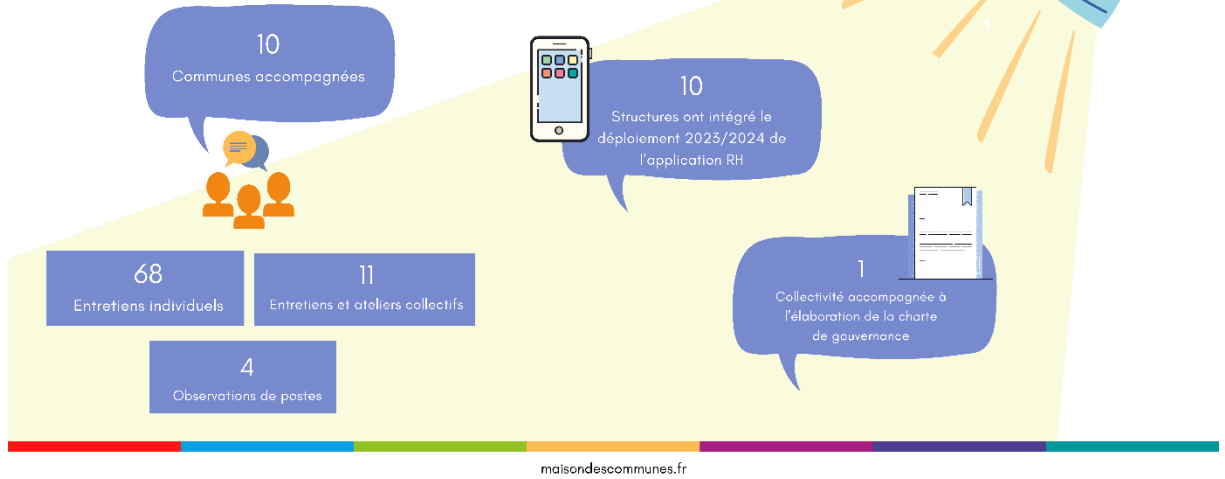 10
Communes accompagnées
10
Structures ont intégré le
déploiement 2023/2024 de
l'application RH
68
Entretiens individuels
11
Entretiens et ateliers collectifs
4
Observations de postes
1
Collectivité accompagnée à
l'élaboration de la charte
de gouvernance
maisondescommunes.fr